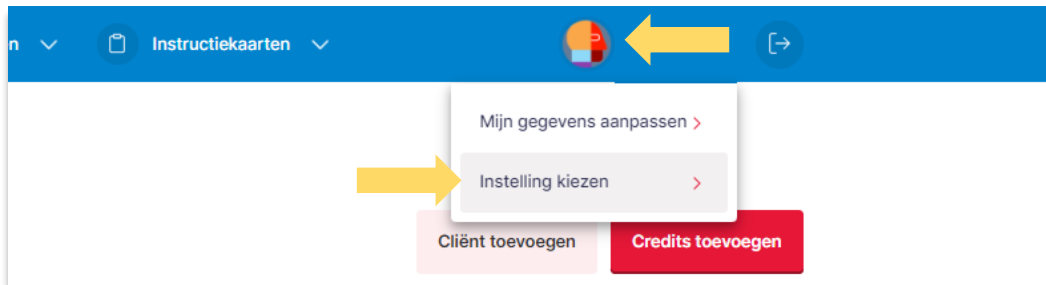 n
Instructiekaarten
Mijn gegevens aanpassen
Instelling kiezen
Cliënt toevoegen
Credits toevoegen